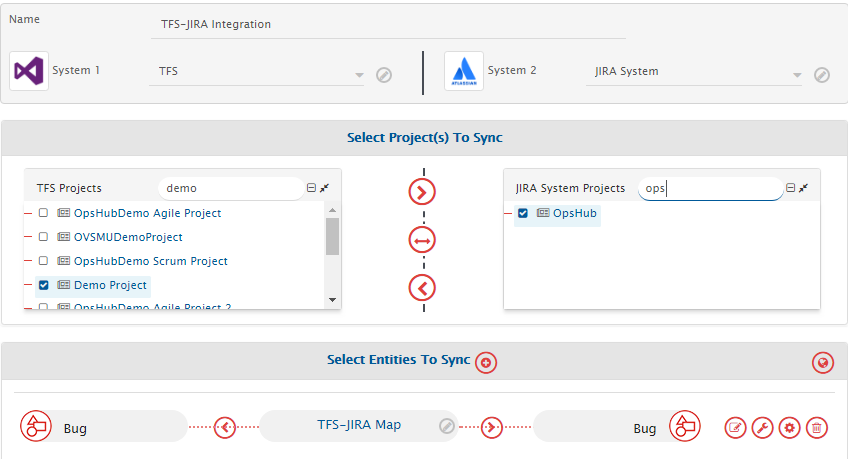 Name
TFS-JIRA Integration
System 1
TFS
ATLASSIAN
System 2
JIRA System
Select Project(s) To Sync
TFS Projects
demo
OpsHubDemo Agile Project
OVSMUDemoProject
OpsHubDemo Scrum Project
Demo Project
OpsHubDemo Agile Project 2
JIRA System Projects
ops
OpsHub
Select Entities To Sync
Bug
TFS-JIRA Map
Bug